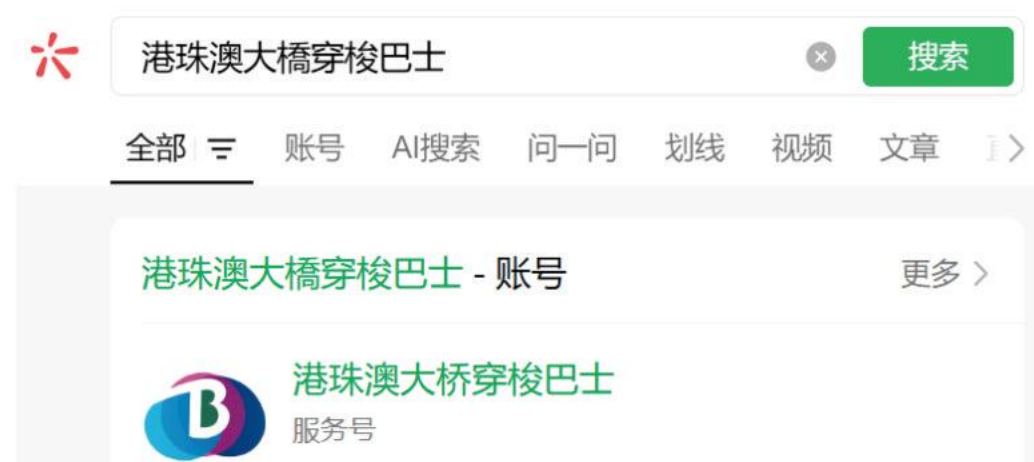 港珠澳大橋穿梭巴士 搜索
全部 账号 AI搜索 问一问 划线 视频 文章
港珠澳大橋穿梭巴士 - 账号 更多
B 港珠澳大桥穿梭巴士
服务号